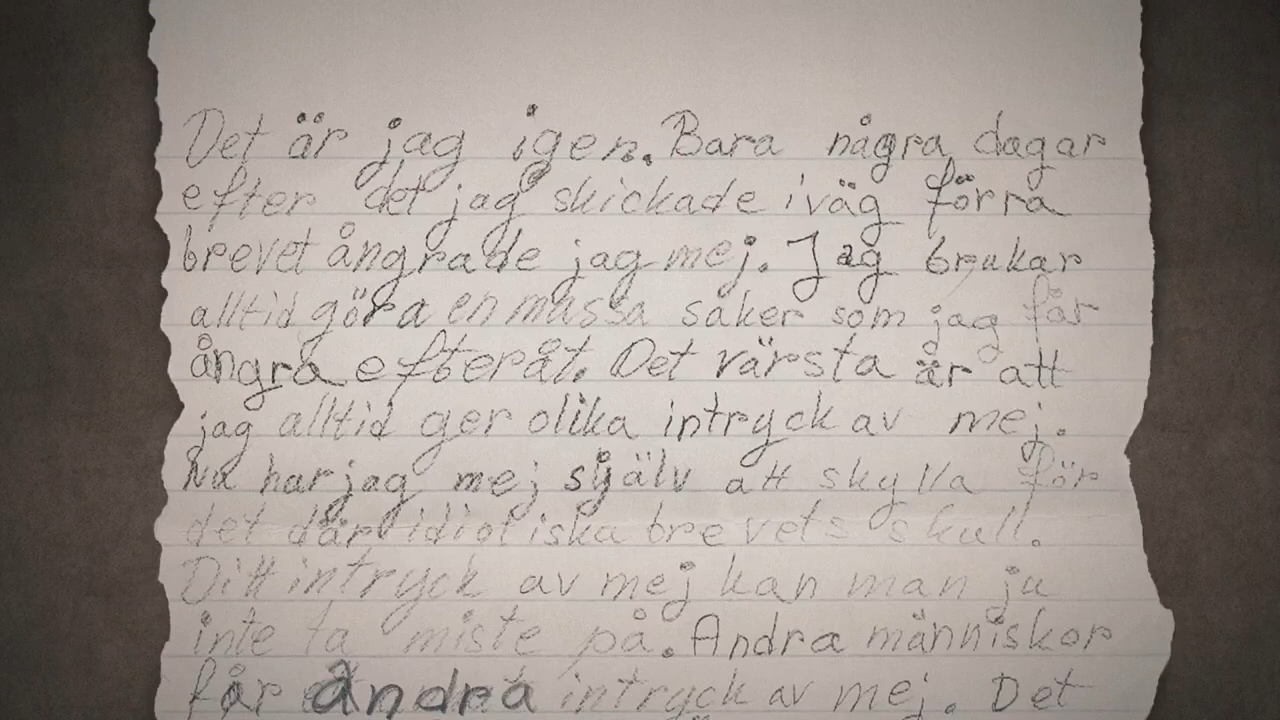 Det är jag igen. Bara några dagar
efter det jag skickade iväg förra
brevet ångrade jag mej. Jag brukar
alltid göra en massa saker som jag får
ångra efteråt. Det värsta är att
jag alltid ger olika intryck av mej.
Nu har jag mej själv att skylla för
det där idiotiska brevets skull.
Ditt intryck av mej kan man ju
inte ta miste på. Andra människor
får andra intryck av mej. Det